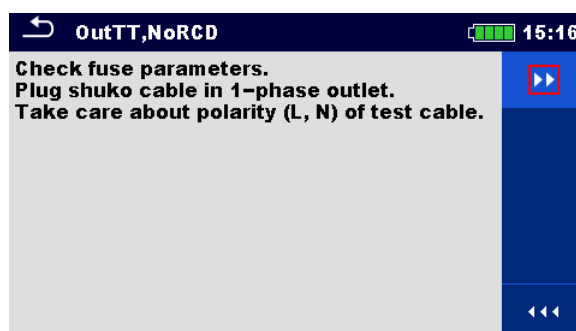 OutTT,NoRCD 15:16
Check fuse parameters.
Plug shuko cable in 1-phase outlet.
Take care about polarity (L, N) of test cable.